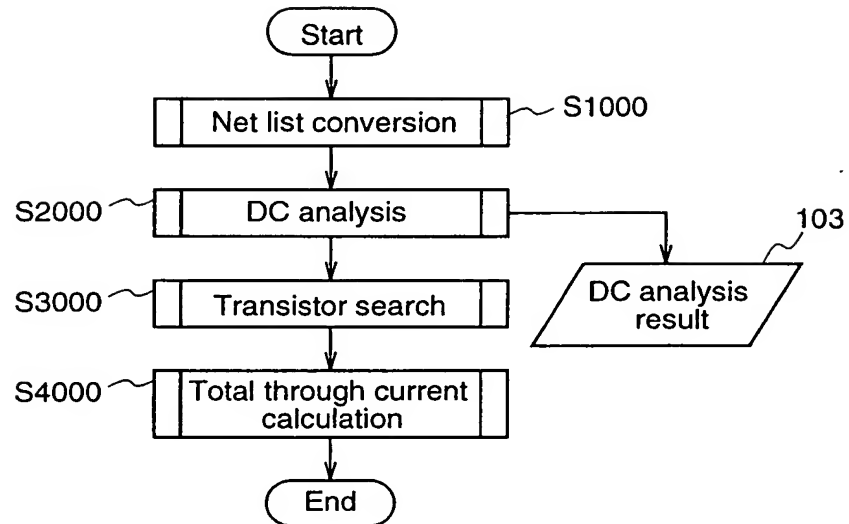 Start
Net list conversion
S1000
S2000
DC analysis
103
DC analysis
result
S3000
Transistor search
S4000
Total through current
calculation
End